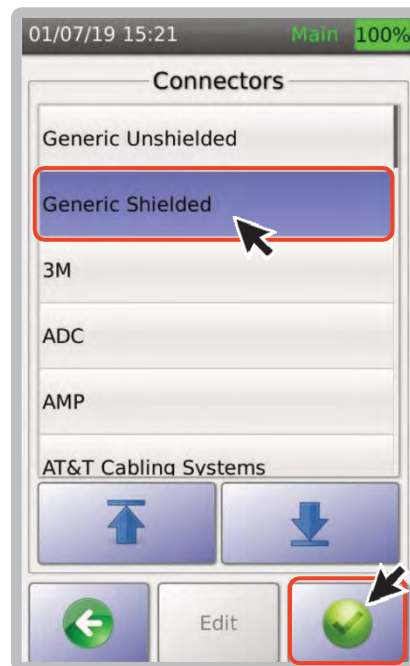 01/07/19 15:21 Main 100%
Connectors
Generic Unshielded
Generic Shielded
3M
ADC
AMP
AT&T Cabling Systems
Edit